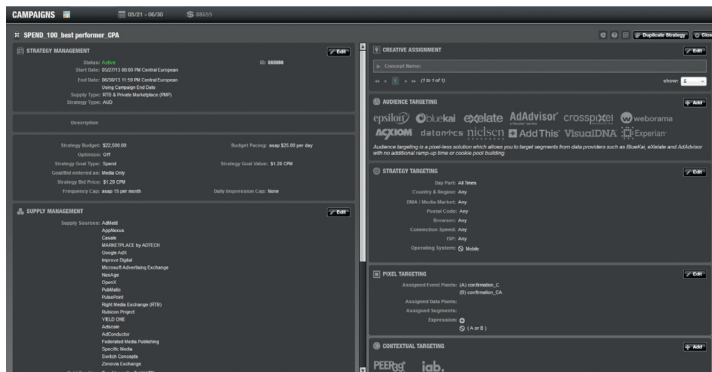 CAMPAIGNS
05/21 - 06/30
$ 88655
SPEND_100_best performer_CPA
Duplicate Strategy
Clos
STRATEGY MANAGEMENT
Edit
Status: Active
ID:
Start Date: 05/27/13 08:00 PM Central European
End Date: 06/30/13 11:59 PM Central European
Using Campaign End Date
Supply Type: RTB & Private Marketplace (PMP)
Strategy Type: AUD
Description
Strategy Budget: $22,500.00
Budget Pacing: asap $25.00 per day
Optimize: Off
Strategy Goal Type: Spend
Strategy Goal Value: $1.25 CPM
Goal/Bid entered as: Media Only
Strategy Bid Price: $1.25 CPM
Frequency Cap: asap 15 per month
Daily Impression Cap: None
SUPPLY MANAGEMENT
Edit
Supply Sources: AdMeld
AppNexus
Casale
MARKETPLACE by ADTECH
Google AdX
Improve Digital
Microsoft Advertising Exchange
NexAge
OpenX
PubMatic
PulsePoint
Right Media Exchange (RTB)
Rubicon Project
YIELD ONE
Adscale
AdConductor
Federated Media Publishing
Specific Media
Switch Concepts
Zonorea Exchange
CREATIVE ASSIGNMENT
Edit
Concept Name:
1 (1 to 1 of 1)
show: 5
AUDIENCE TARGETING
Add
epsilon bluekai eXelate AdAdvisor crosspixel weborama
ACXIOM datonics nielsen AddThis VisualDNA Experian
Audience targeting is a pixel-less solution which allows you to target segments from data providers such as BlueKai, eXelate and AdAdvisor
with no additional ramp-up time or cookie pool building
STRATEGY TARGETING
Edit
Day Part: All Times
Country & Region: Any
DMA / Media Market: Any
Postal Code: Any
Browser: Any
Connection Speed: Any
ISP: Any
Operating System: Mobile
PIXEL TARGETING
Edit
Assigned Event Pixels: (A) confirmation_C
(B) confirmation_CA
Assigned Data Pixels:
Assigned Segments:
Expression:
( A or B )
CONTEXTUAL TARGETING
Add
PEER39 iab.